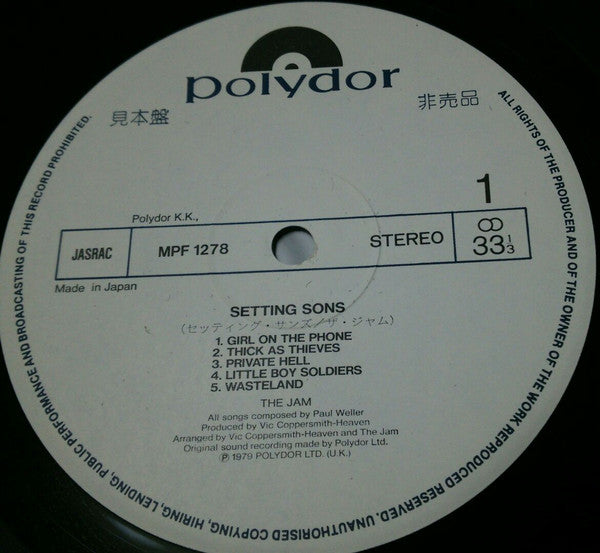 polydor
見本盤
非売品
1
Polydor K.K.,
JASRAC
MPF 1278
STEREO
33 1/3
Made in Japan
SETTING SONS
(セッティング・サンズ/ザ・ジャム)
1. GIRL ON THE PHONE
2. THICK AS THIEVES
3. PRIVATE HELL
4. LITTLE BOY SOLDIERS
5. WASTELAND
THE JAM
All songs composed by Paul Weller
Produced by Vic Coppersmith-Heaven
Arranged by Vic Coppersmith-Heaven and The Jam
Original sound recording made by Polydor Ltd.
Ⓟ 1979 POLYDOR LTD. (U.K.)
ALL RIGHTS OF THE PRODUCER AND OF THE OWNER OF THE WORK REPRODUCED RESERVED. UNAUTHORISED COPYING, HIRING, LENDING, PUBLIC PERFORMANCE AND BROADCASTING OF THIS RECORD PROHIBITED.